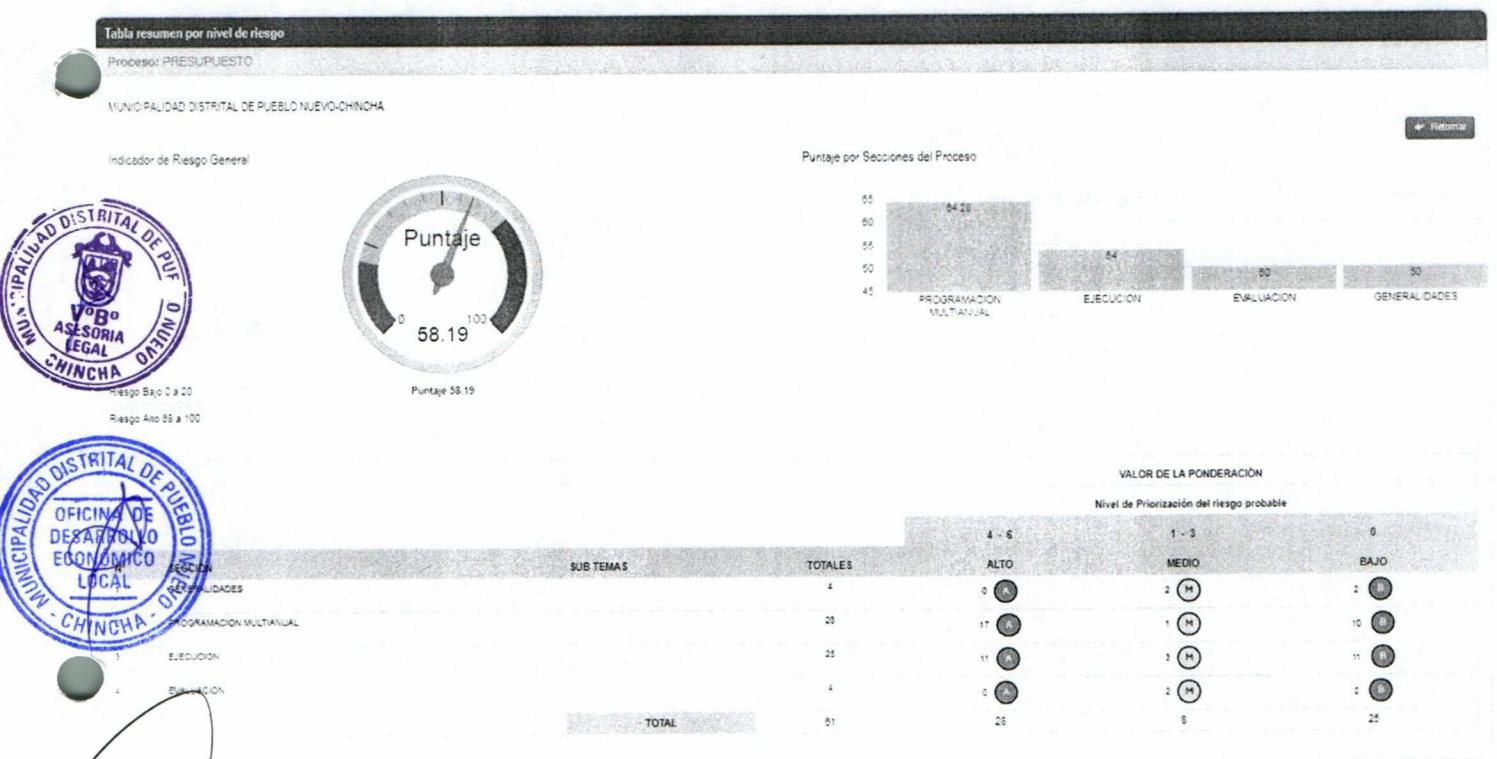 Tabla resumen por nivel de riesgo
Proceso: PRESUPUESTO
MUNICIPALIDAD DISTRITAL DE PUEBLO NUEVO-CHINCHA
Retornar
Indicador de Riesgo General
Puntaje por Secciones del Proceso
Puntaje
0 100
58.19
Puntaje 58.19
65
60
55
50
45
64.28
54
50
50
PROGRAMACION MULTIANUAL
EJECUCION
EVALUACION
GENERALIDADES
MUNICIPALIDAD DISTRITAL DE PUE O NUEVO
VºBº
ASESORIA
LEGAL
CHINCHA
Riesgo Bajo 0 a 20
Riesgo Alto 68 a 100
MUNICIPALIDAD DISTRITAL DE PUEBLO NUEVO
OFICINA DE
DESARROLLO
ECONOMICO
LOCAL
- CHINCHA -
VALOR DE LA PONDERACIÓN
Nivel de Priorización del riesgo probable
4 - 6 1 - 3 0
N SECCION SUB TEMAS TOTALES ALTO MEDIO BAJO
GENERALIDADES 4 0 A 2 M 2 B
PROGRAMACION MULTIANUAL 28 17 A 1 M 10 B
3 EJECUCION 25 11 A 3 M 11 B
4 EVALUACION 4 0 A 2 M 2 B
TOTAL 61 28 8 25